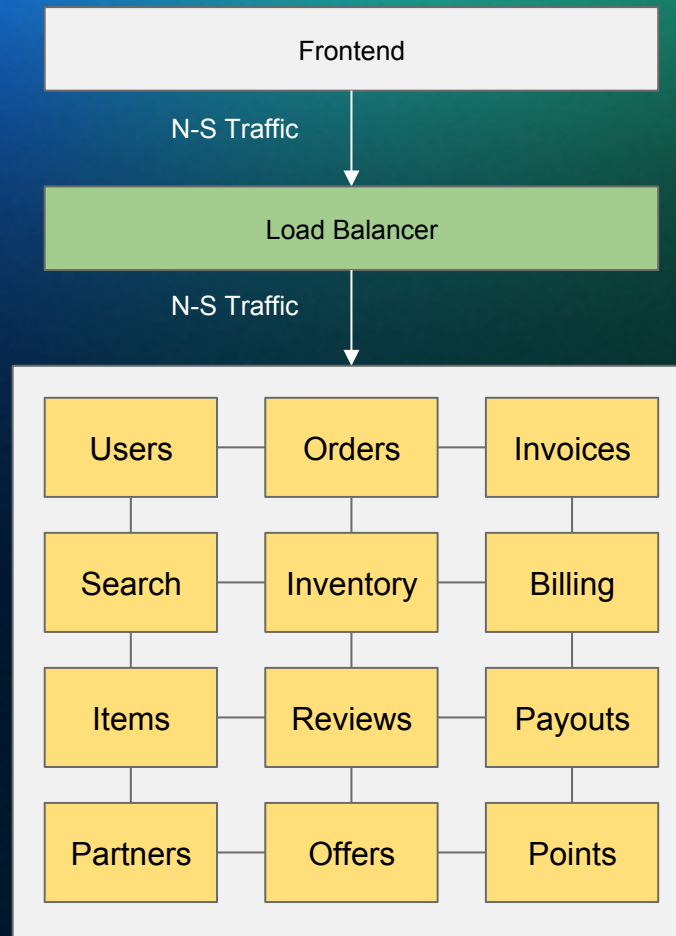 Frontend
N-S Traffic
Load Balancer
N-S Traffic
Users
Orders
Invoices
Search
Inventory
Billing
Items
Reviews
Payouts
Partners
Offers
Points